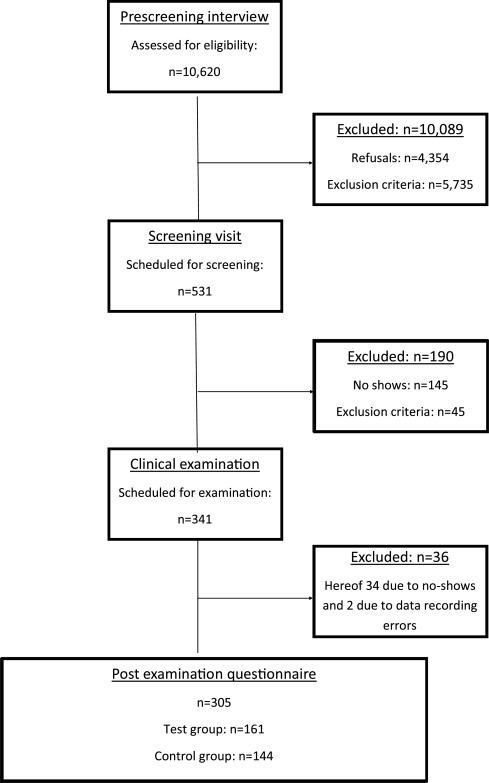 Prescreening interview
Assessed for eligibility:
n=10,620
Excluded: n=10,089
Refusals: n=4,354
Exclusion criteria: n=5,735
Screening visit
Scheduled for screening:
n=531
Excluded: n=190
No shows: n=145
Exclusion criteria: n=45
Clinical examination
Scheduled for examination:
n=341
Excluded: n=36
Hereof 34 due to no-shows
and 2 due to data recording
errors
Post examination questionnaire
n=305
Test group: n=161
Control group: n=144